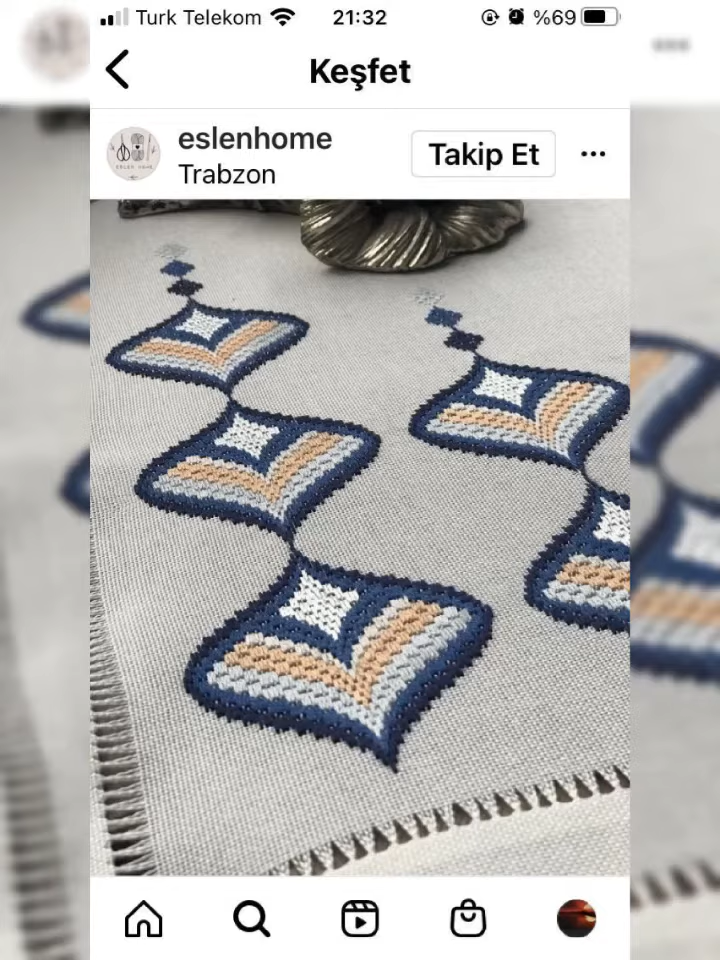 Turk Telekom 21:32 %69
Keşfet
eslenhome
Takip Et
Trabzon